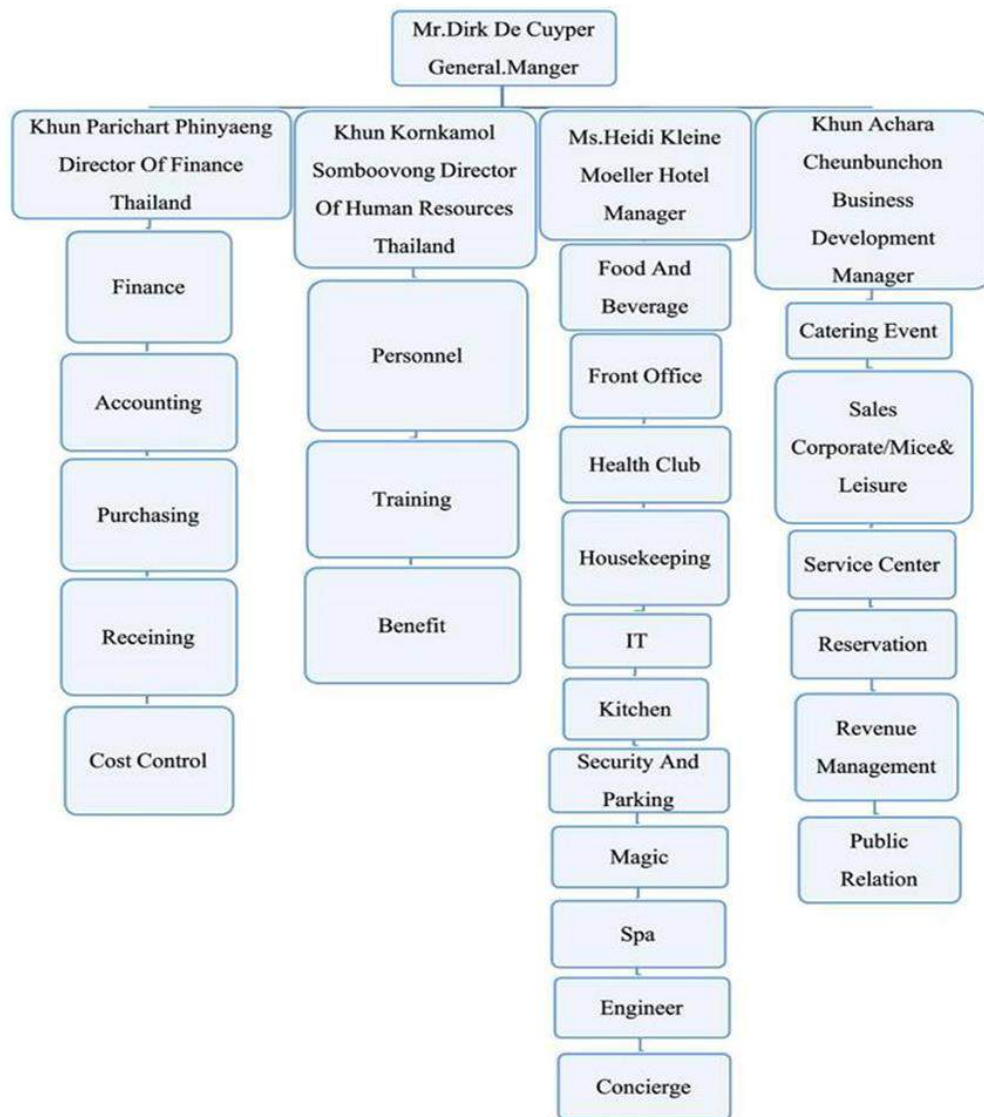 Mr.Dirk De Cuyper
General.Manger
Khun Parichart Phinyaeng
Director Of Finance
Thailand
Finance
Accounting
Purchasing
Receining
Cost Control
Khun Kornkamol
Somboovong Director
Of Human Resources
Thailand
Personnel
Training
Benefit
Ms.Heidi Kleine
Moeller Hotel
Manager
Food And
Beverage
Front Office
Health Club
Housekeeping
IT
Kitchen
Security And
Parking
Magic
Spa
Engineer
Concierge
Khun Achara
Cheunbunchon
Business
Development
Manager
Catering Event
Sales
Corporate/Mice&
Leisure
Service Center
Reservation
Revenue
Management
Public
Relation